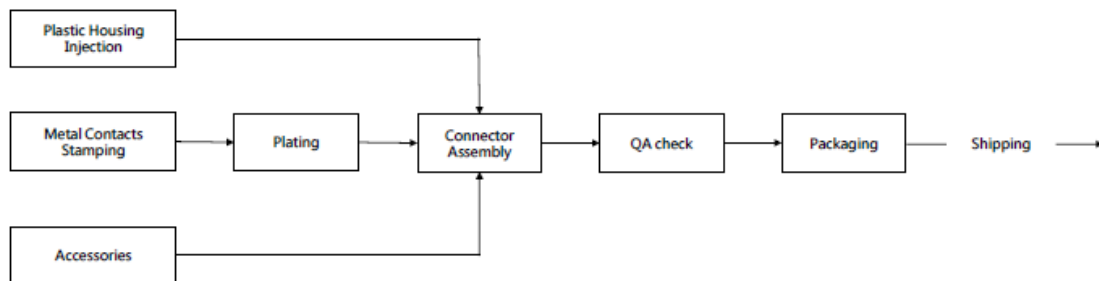 Plastic Housing
Injection
Metal Contacts
Stamping
Plating
Connector
Assembly
QA check
Packaging
Shipping
Accessories